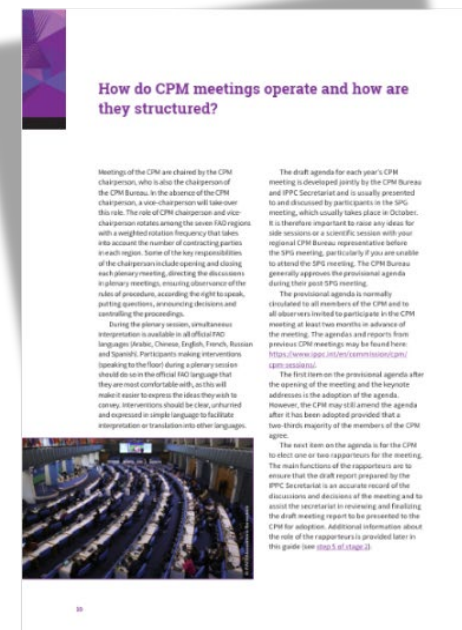 How do CPM meetings operate and how are
they structured?
Meetings of the CPM are chaired by the CPM
chairperson, who is also the chairperson of
the CPM Bureau. In the absence of the CPM
chairperson, a vice-chairperson will take over
this role. The role of CPM chairperson and vice-
chairperson rotates among the seven FAO regions
with a weighted rotation frequency that takes
into account the number of contracting parties
in each region. Some of the key responsibilities
of the chairperson include opening and closing
each plenary meeting, directing the discussions
in plenary meetings, ensuring observance of the
rules of procedure, according the right to speak,
putting questions, announcing decisions and
controlling the proceedings.
During the plenary session, simultaneous
interpretation is available in all official FAO
languages (Arabic, Chinese, English, French, Russian
and Spanish). Participants making interventions
(speaking to the floor) during a plenary session
should do so in the official FAO language that
they are most comfortable with, as this will
make it easier to express the ideas they wish to
convey. Interventions should be clear, unhurried
and expressed in simple language to facilitate
interpretation or translation into other languages.
The draft agenda for each year's CPM
meeting is developed jointly by the CPM Bureau
and IPPC Secretariat and is usually presented
to and discussed by participants in the SPG
meeting, which usually takes place in October.
It is therefore important to raise any ideas for
side sessions or a scientific session with your
regional CPM Bureau representative before
the SPG meeting, particularly if you are unable
to attend the SPG meeting. The CPM Bureau
generally approves the provisional agenda
during their post-SPG meeting.
The provisional agenda is normally
circulated to all members of the CPM and to
all observers invited to participate in the CPM
meeting at least two months in advance of
the meeting. The agendas and reports from
previous CPM meetings may be found here:
https://www.ippc.int/en/commission/cpm/
cpm-sessions/.
The first item on the provisional agenda after
the opening of the meeting and the keynote
addresses is the adoption of the agenda.
However, the CPM may still amend the agenda
after it has been adopted provided that a
two-thirds majority of the members of the CPM
agree.
The next item on the agenda is for the CPM
to elect one or two rapporteurs for the meeting.
The main functions of the rapporteurs are to
ensure that the draft report prepared by the
IPPC Secretariat is an accurate record of the
discussions and decisions of the meeting and to
assist the secretariat in reviewing and finalizing
the draft meeting report to be presented to the
CPM for adoption. Additional information about
the role of the rapporteurs is provided later in
this guide (see step 5 of stage 2).